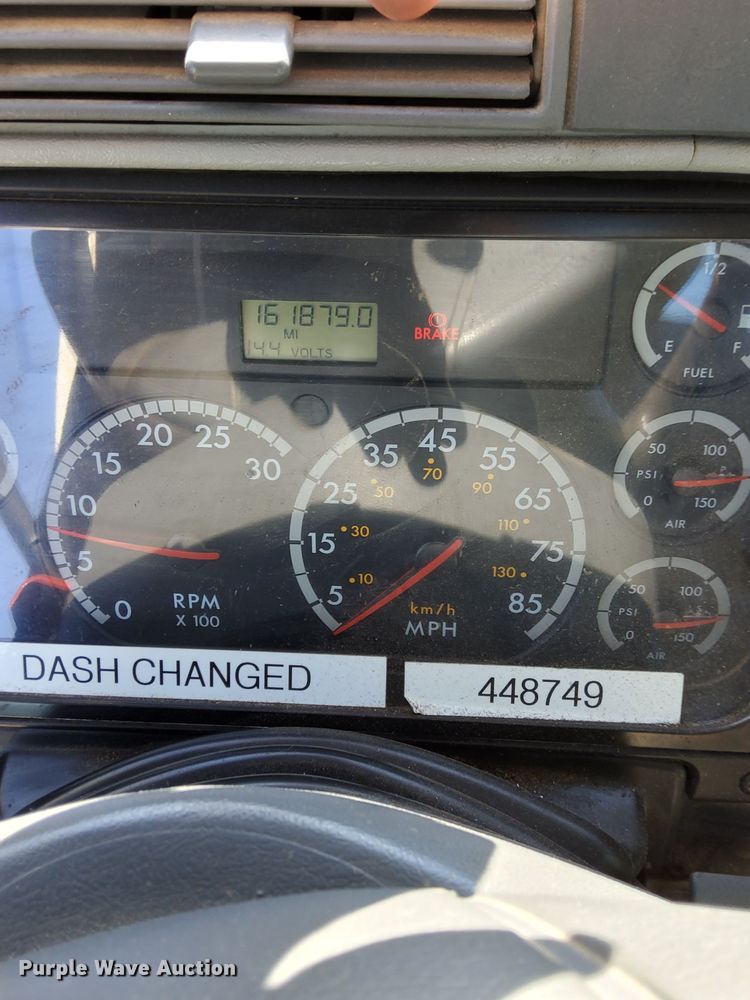 161879.0
MI
14.4 VOLTS
BRAKE
1/2
E F
FUEL
5 10 15 20 25 30
0
RPM
X 100
5 15 25 35 45 55 65 75 85
10 30 50 70 90 110 130
km/h
MPH
50 100
PSI
0 150
AIR
50 100
PSI
0 150
AIR
DASH CHANGED
448749
Purple Wave Auction